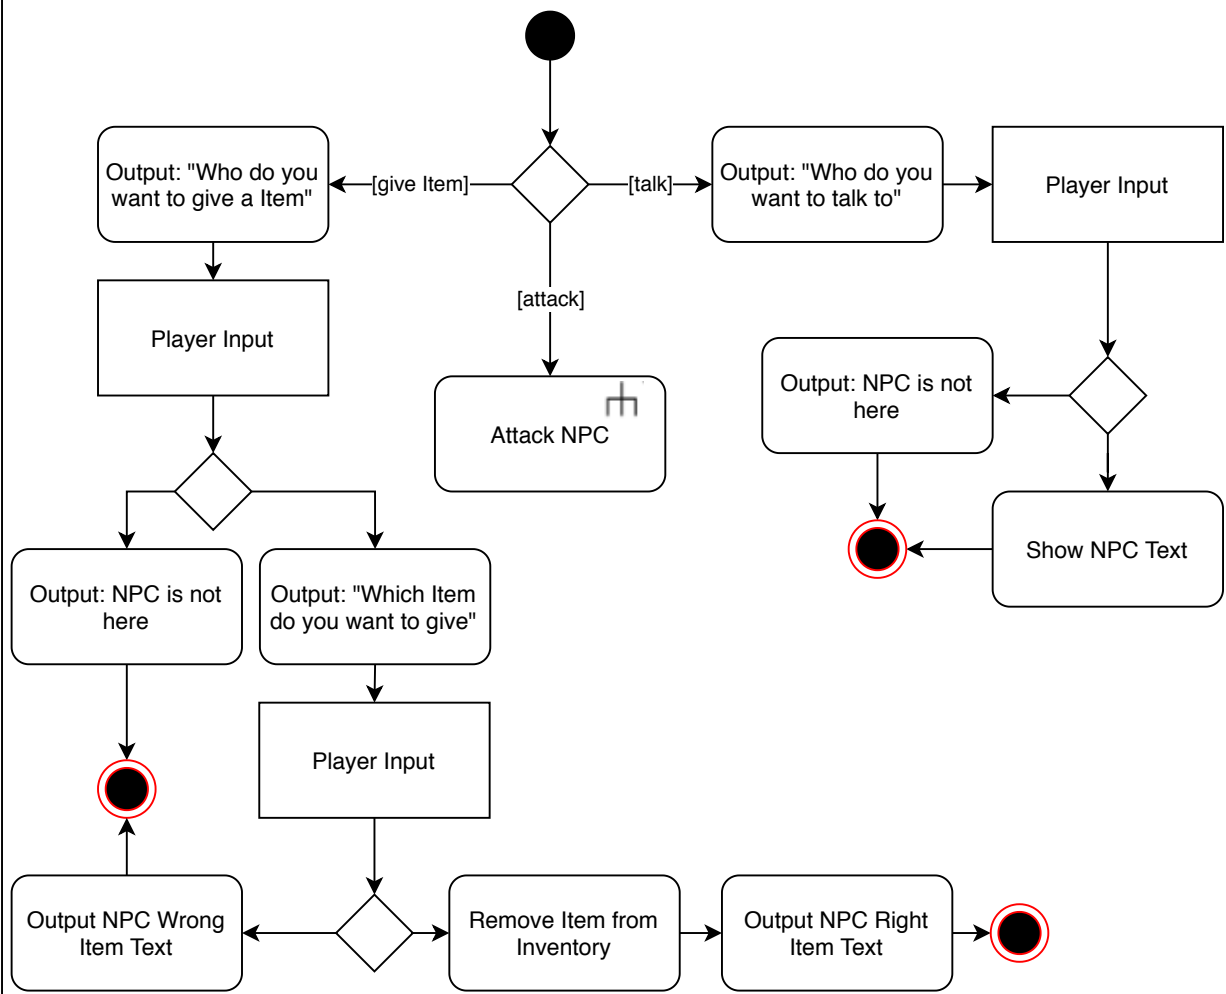 Output: "Who do you
want to give a Item"
[give Item]
[talk]
Output: "Who do you
want to talk to"
Player Input
[attack]
Player Input
Output: NPC is not
here
Attack NPC
Show NPC Text
Output: NPC is not
here
Output: "Which Item
do you want to give"
Player Input
Output NPC Wrong
Item Text
Remove Item from
Inventory
Output NPC Right
Item Text